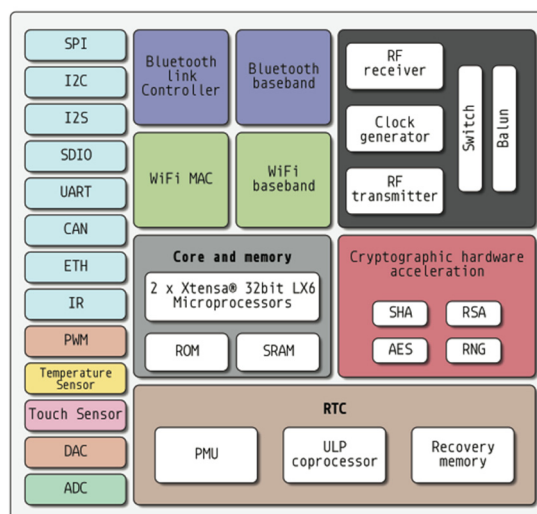 SPI
I2C
I2S
SDIO
UART
CAN
ETH
IR
PWM
Temperature
Sensor
Touch Sensor
DAC
ADC
Bluetooth
link
Controller
Bluetooth
baseband
WiFi MAC
WiFi
baseband
RF
receiver
Clock
generator
RF
transmitter
Switch
Balun
Core and memory
2 x Xtensa® 32bit LX6
Microprocessors
ROM
SRAM
Cryptographic hardware
acceleration
SHA
RSA
AES
RNG
RTC
PMU
ULP
coprocessor
Recovery
memory